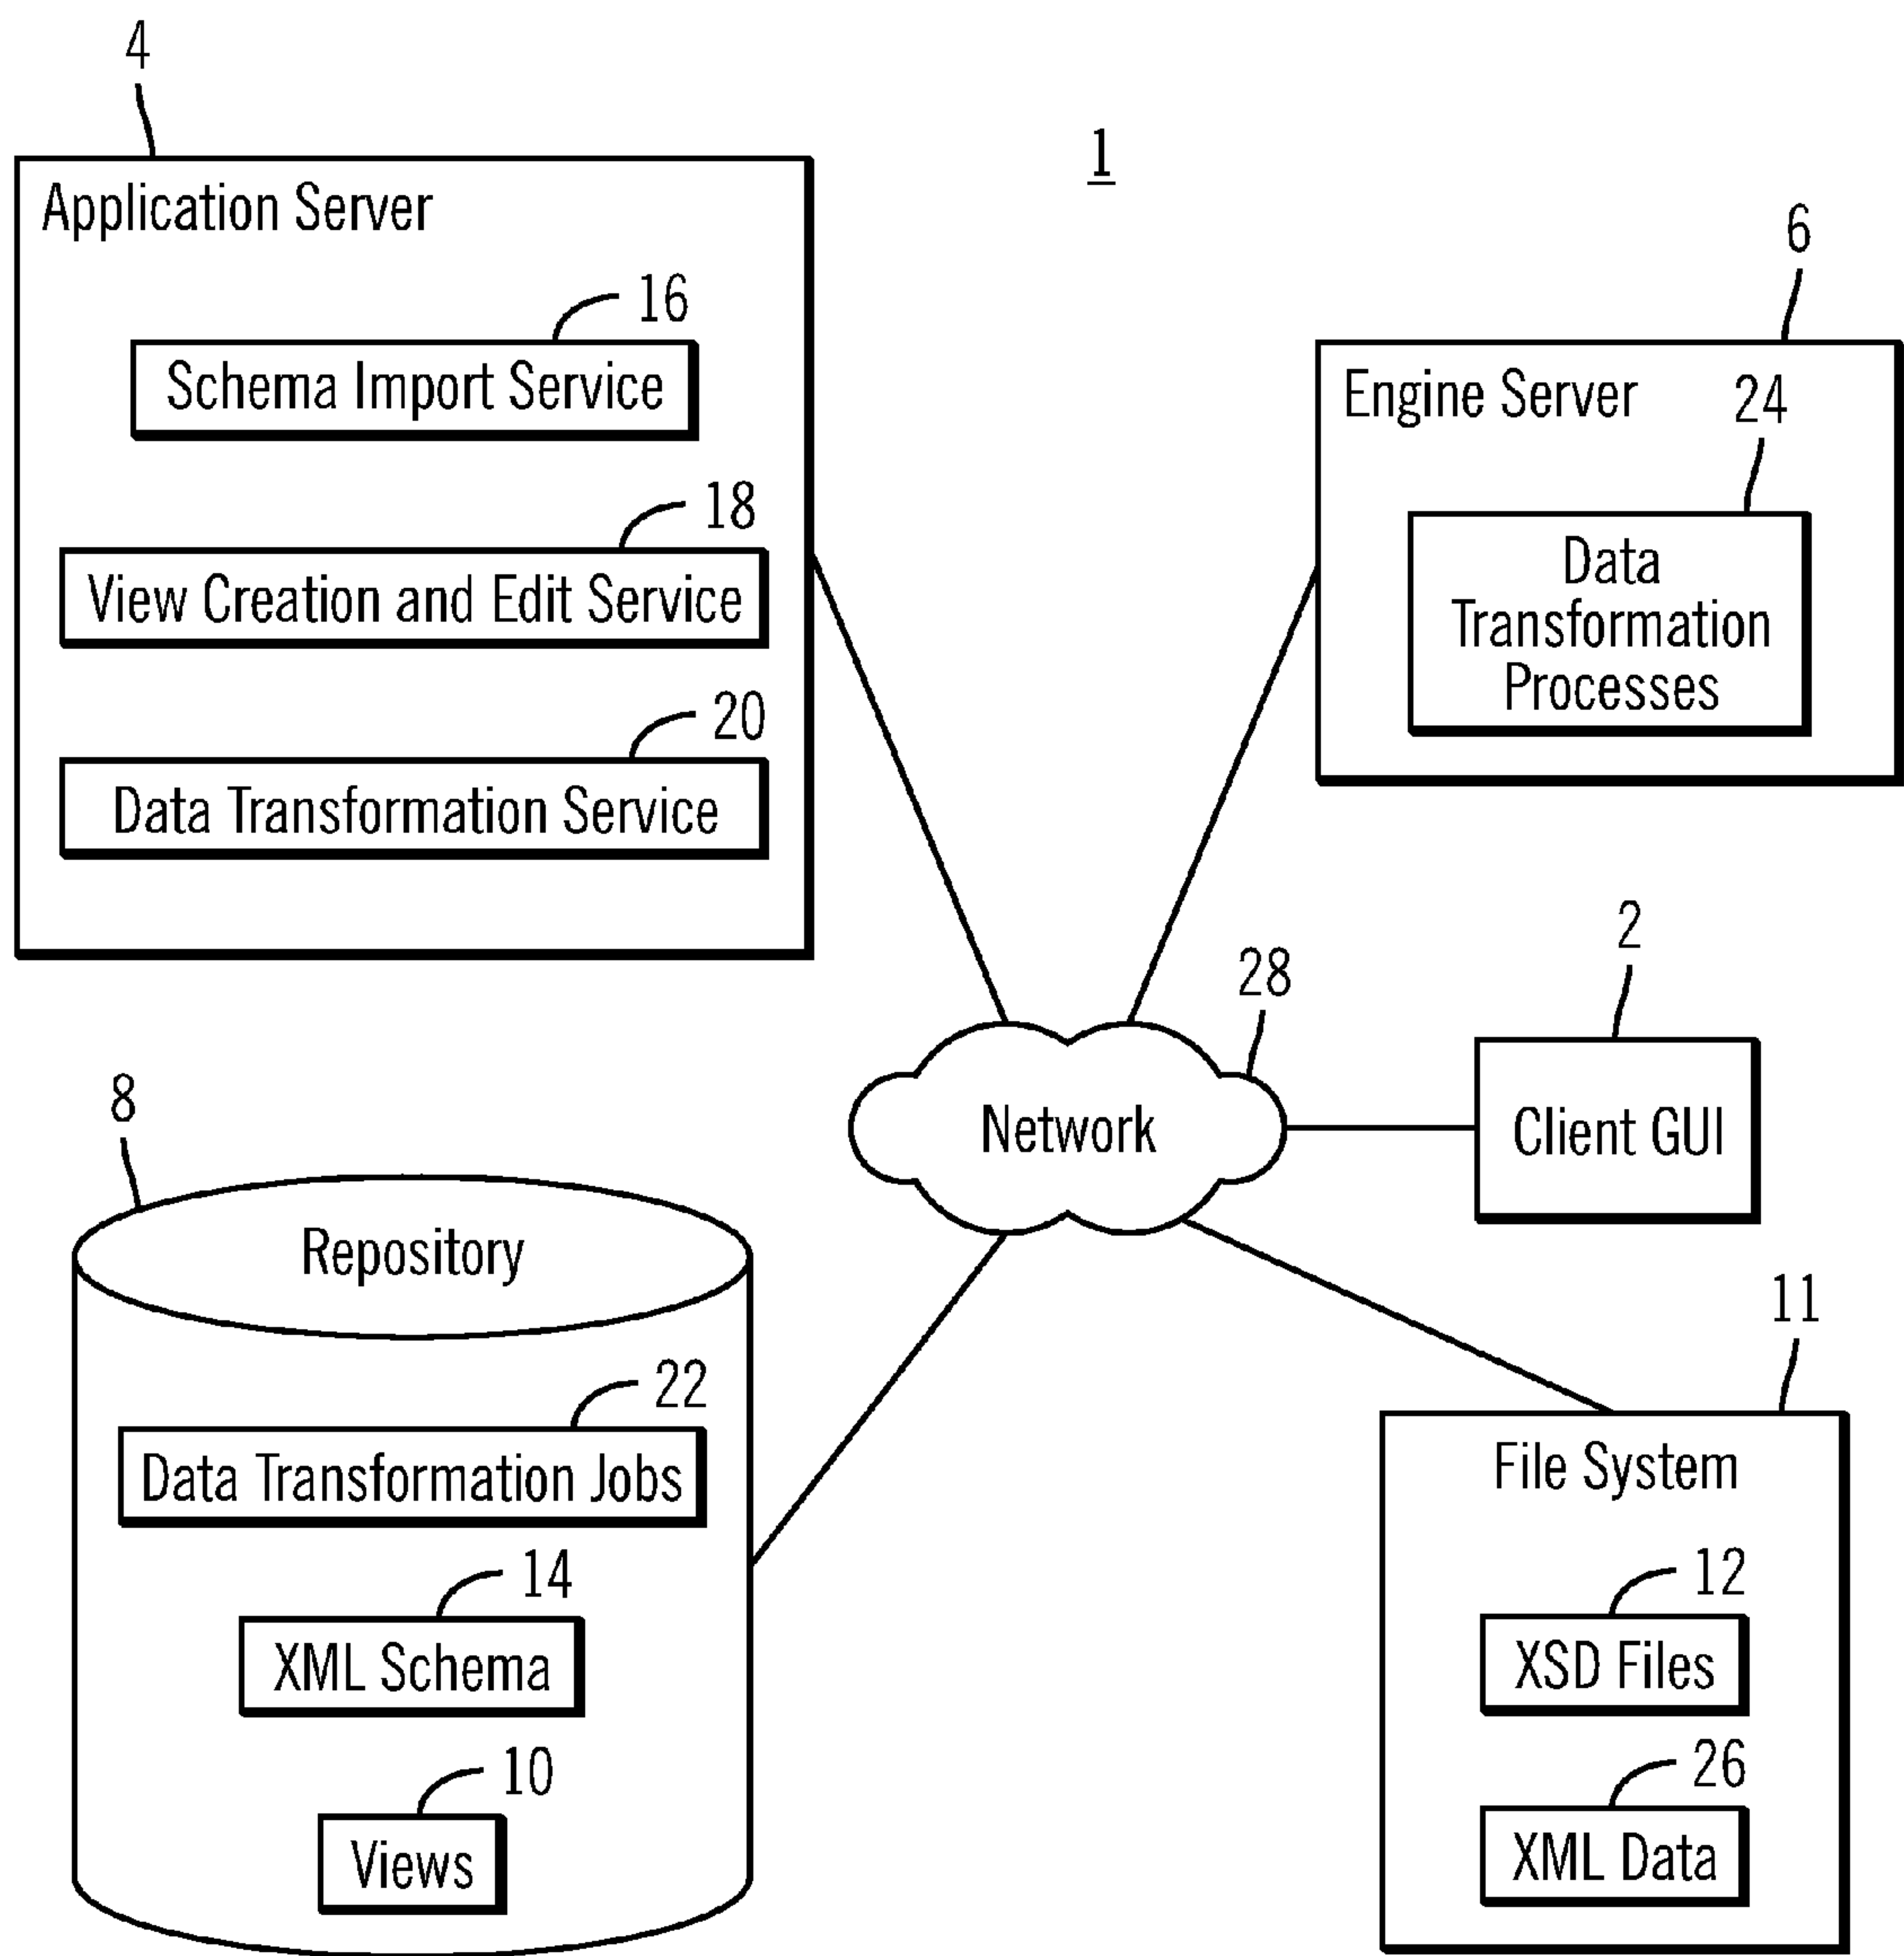 4
1
Application Server
16
Schema Import Service
18
View Creation and Edit Service
20
Data Transformation Service
6
Engine Server
24
Data
Transformation
Processes
2
28
Client GUI
Network
8
Repository
22
Data Transformation Jobs
14
XML Schema
10
Views
11
File System
12
XSD Files
26
XML Data